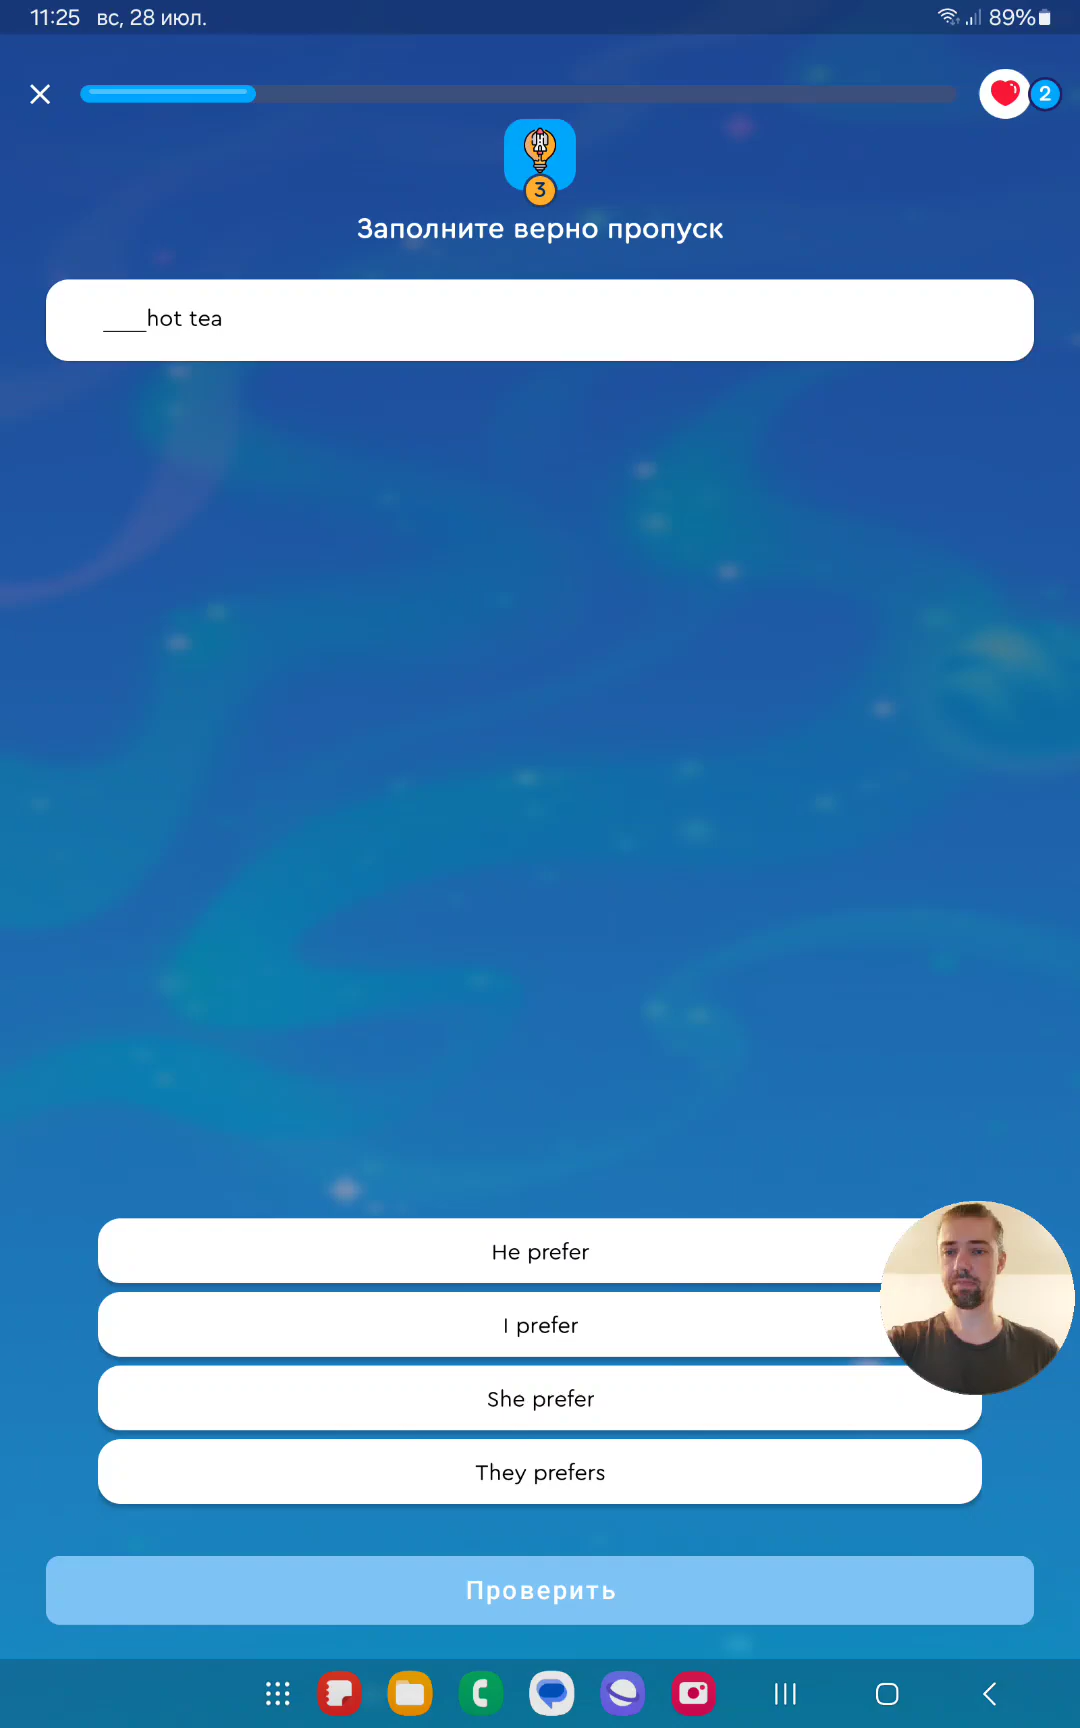 11:25 вс, 28 июл. 89%
2
3
Заполните верно пропуск
____hot tea
He prefer
I prefer
She prefer
They prefers
Проверить